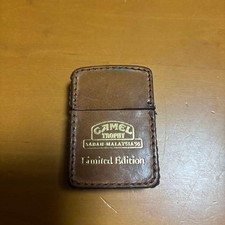 CAMEL
TROPHY
SABAH-MALAYSIA'93
Limited Edition